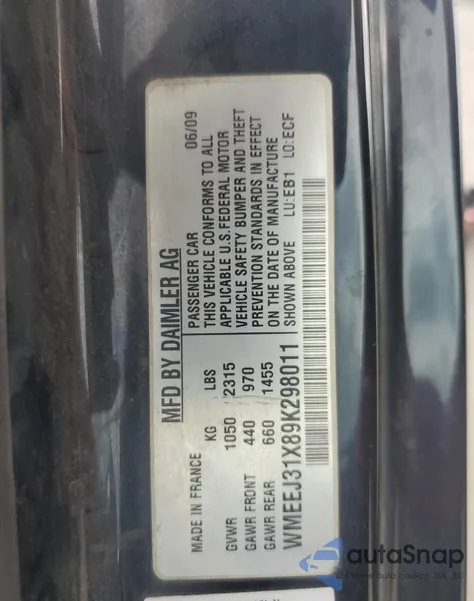 MFD BY DAIMLER AG
MADE IN FRANCE
KG LBS
GVWR 1050 2315
GAWR FRONT 440 970
GAWR REAR 660 1455
WMEEJ31X89K298011
PASSENGER CAR 06/09
THIS VEHICLE CONFORMS TO ALL
APPLICABLE U.S. FEDERAL MOTOR
VEHICLE SAFETY BUMPER AND THEFT
PREVENTION STANDARDS IN EFFECT
ON THE DATE OF MANUFACTURE
SHOWN ABOVE LU:EB1 LO:ECF
autoSnap